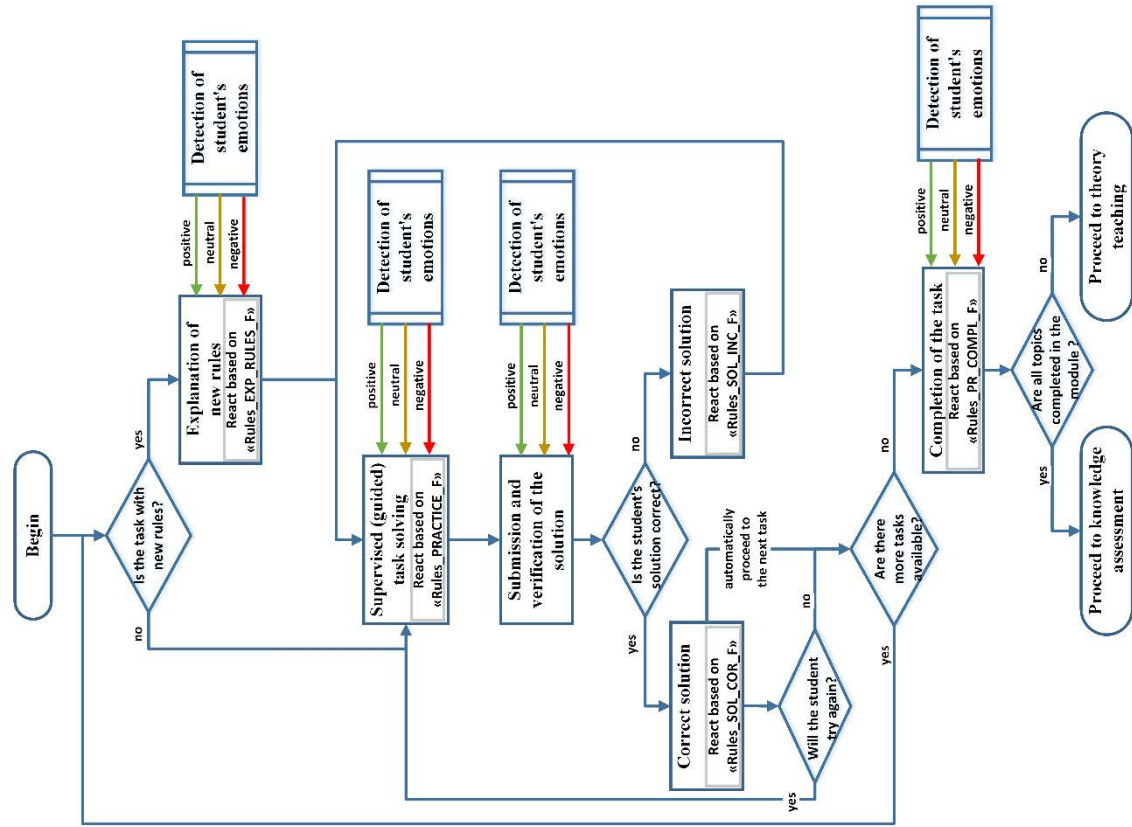 Begin
Is the task with
new rules?
yes
no
Explanation of
new rules
React based on
«Rules_EXP_RULES_F»
positive
neutral
negative
Detection of
student's
emotions
Supervised (guided)
task solving
React based on
«Rules_PRACTICE_F»
positive
neutral
negative
Detection of
student's
emotions
Submission and
verification of the
solution
positive
neutral
negative
Detection of
student's
emotions
Is the student's
solution correct?
yes
no
Correct solution
React based on
«Rules_SOL_COR_F»
Incorrect solution
React based on
«Rules_SOL_INC_F»
automatically
proceed to
the next task
Will the student
try again?
yes
no
Are there
more tasks
available?
yes
no
Completion of the task
React based on
«Rules_PR_COMPL_F»
positive
neutral
negative
Detection of
student's
emotions
Are all topics
completed in the
module ?
yes
no
Proceed to knowledge
assessment
Proceed to theory
teaching